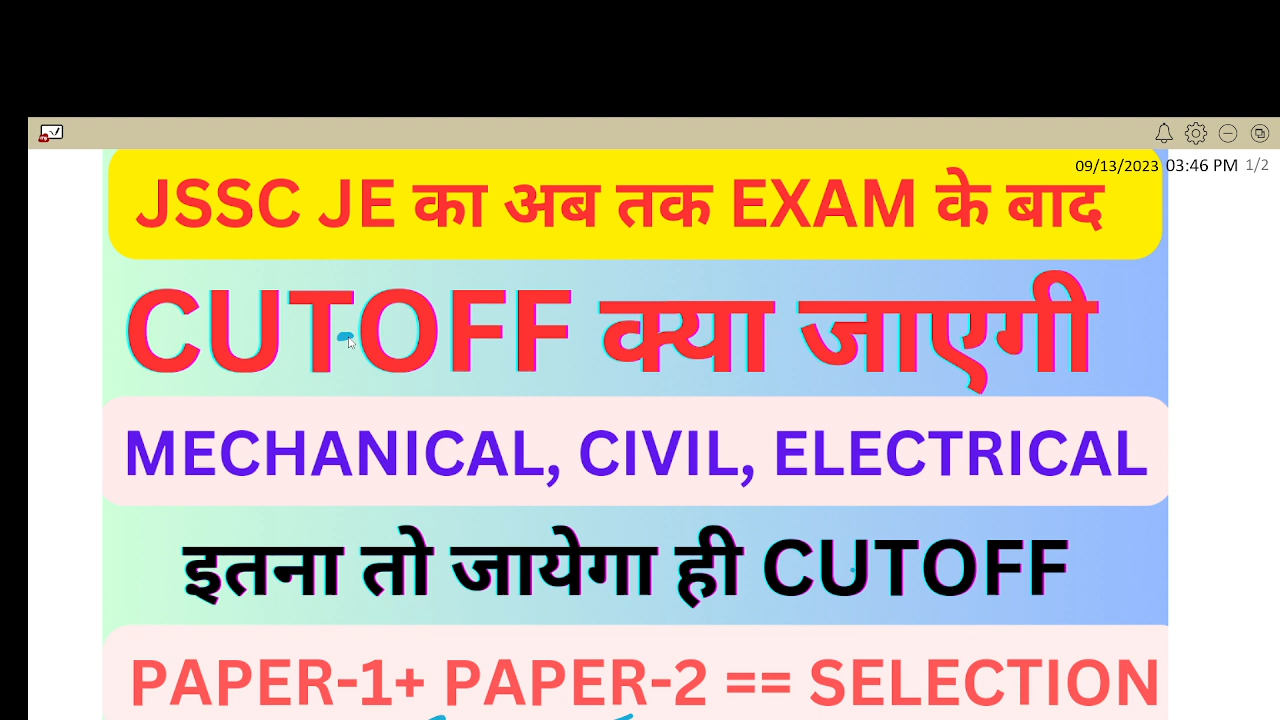 09/13/2023 03:46 PM 1/2
JSSC JE का अब तक EXAM के बाद
CUTOFF क्या जाएगी
MECHANICAL, CIVIL, ELECTRICAL
इतना तो जायेगा ही CUTOFF
PAPER-1+ PAPER-2 == SELECTION